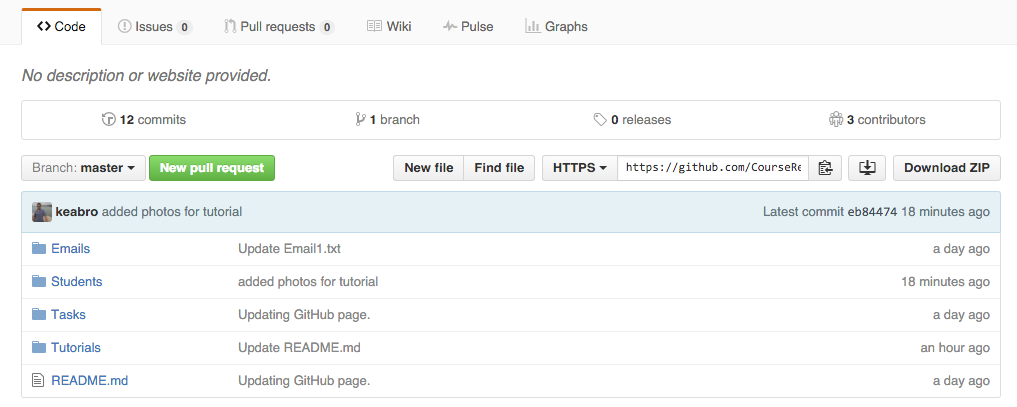 Code Issues 0 Pull requests 0 Wiki Pulse Graphs
No description or website provided.
12 commits 1 branch 0 releases 3 contributors
Branch: master New pull request New file Find file HTTPS https://github.com/CourseRe Download ZIP
keabro added photos for tutorial Latest commit eb84474 18 minutes ago
Emails Update Email1.txt a day ago
Students added photos for tutorial 18 minutes ago
Tasks Updating GitHub page. a day ago
Tutorials Update README.md an hour ago
README.md Updating GitHub page. a day ago